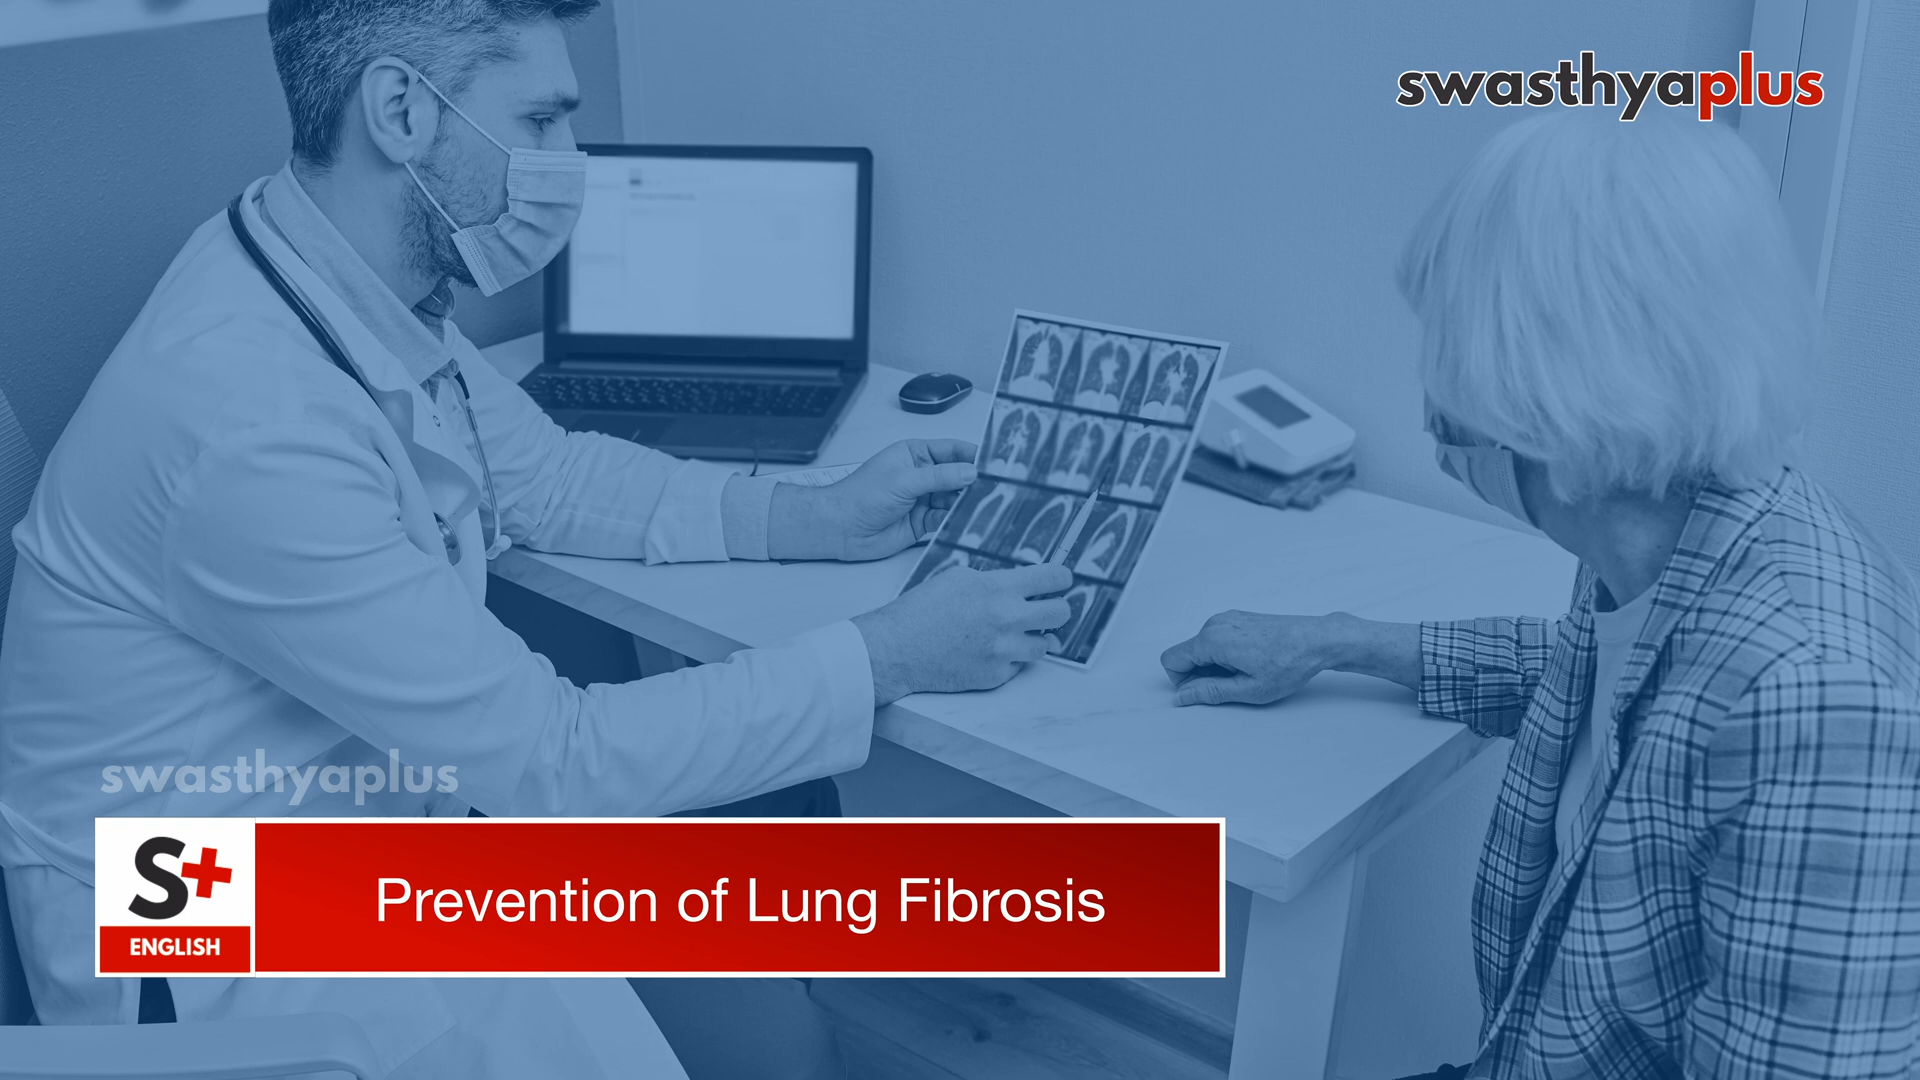 swasthyaplus
swasthyaplus
S+
ENGLISH
Prevention of Lung Fibrosis